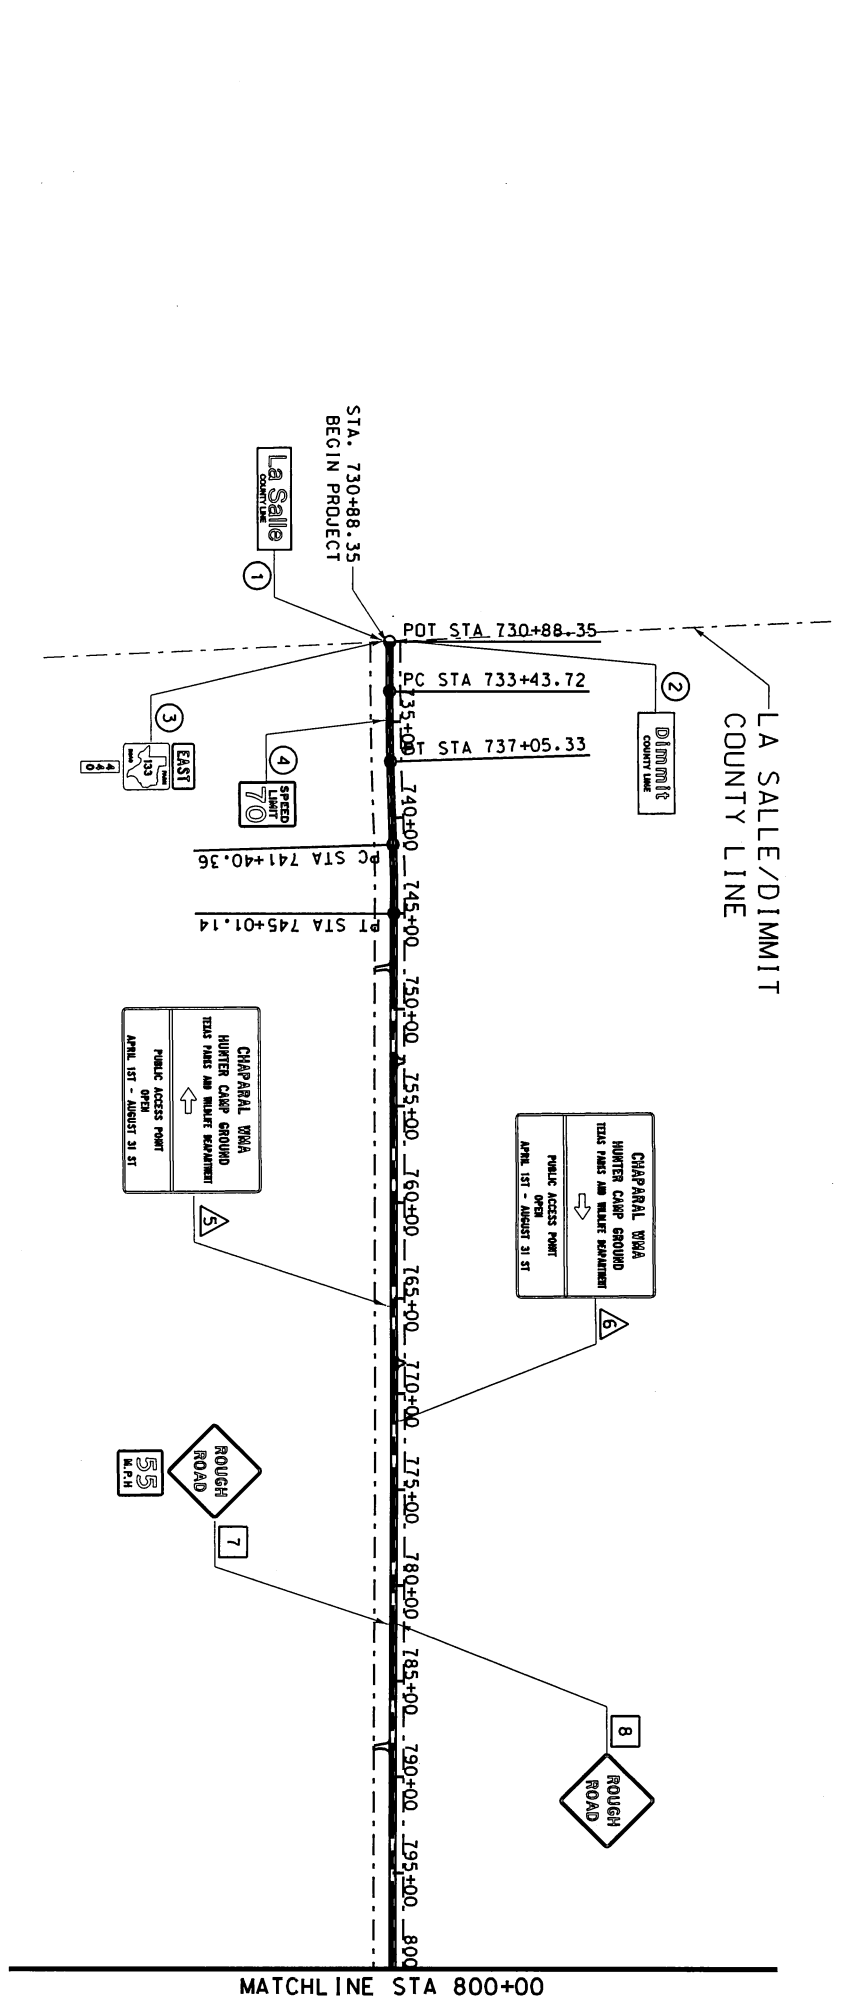 STA. 730+88.35
BEGIN PROJECT
La Salle
COUNTY LINE
1
POT STA 730+88.35
2
Dimmit
COUNTY LINE
LA SALLE/DIMMIT
COUNTY LINE
PC STA 733+43.72
735+00
PT STA 737+05.33
3
EAST
FARM
133
ROAD
440
4
SPEED
LIMIT
70
740+00
PC STA 741+40.36
745+00
PT STA 745+01.14
750+00
755+00
CHAPARAL WMA
HUNTER CAMP GROUND
TEXAS PARKS AND WILDLIFE DEAPARTMENT
PUBLIC ACCESS POINT
OPEN
APRIL 1ST - AUGUST 31 ST
5
CHAPARAL WMA
HUNTER CAMP GROUND
TEXAS PARKS AND WILDLIFE DEAPARTMENT
PUBLIC ACCESS POINT
OPEN
APRIL 1ST - AUGUST 31 ST
6
760+00
765+00
770+00
775+00
ROUGH
ROAD
55
M.P.H
7
780+00
785+00
8
ROUGH
ROAD
790+00
795+00
800
MATCHLINE STA 800+00